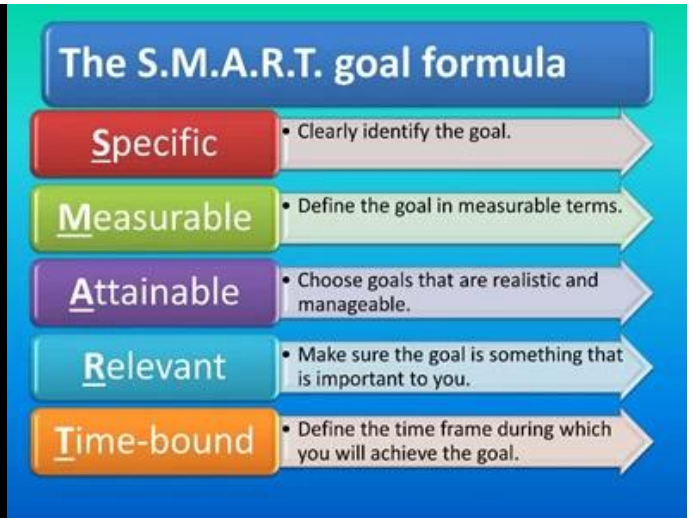 The S.M.A.R.T. goal formula
Specific
• Clearly identify the goal.
Measurable
• Define the goal in measurable terms.
Attainable
• Choose goals that are realistic and
manageable.
Relevant
• Make sure the goal is something that
is important to you.
Time-bound
• Define the time frame during which
you will achieve the goal.